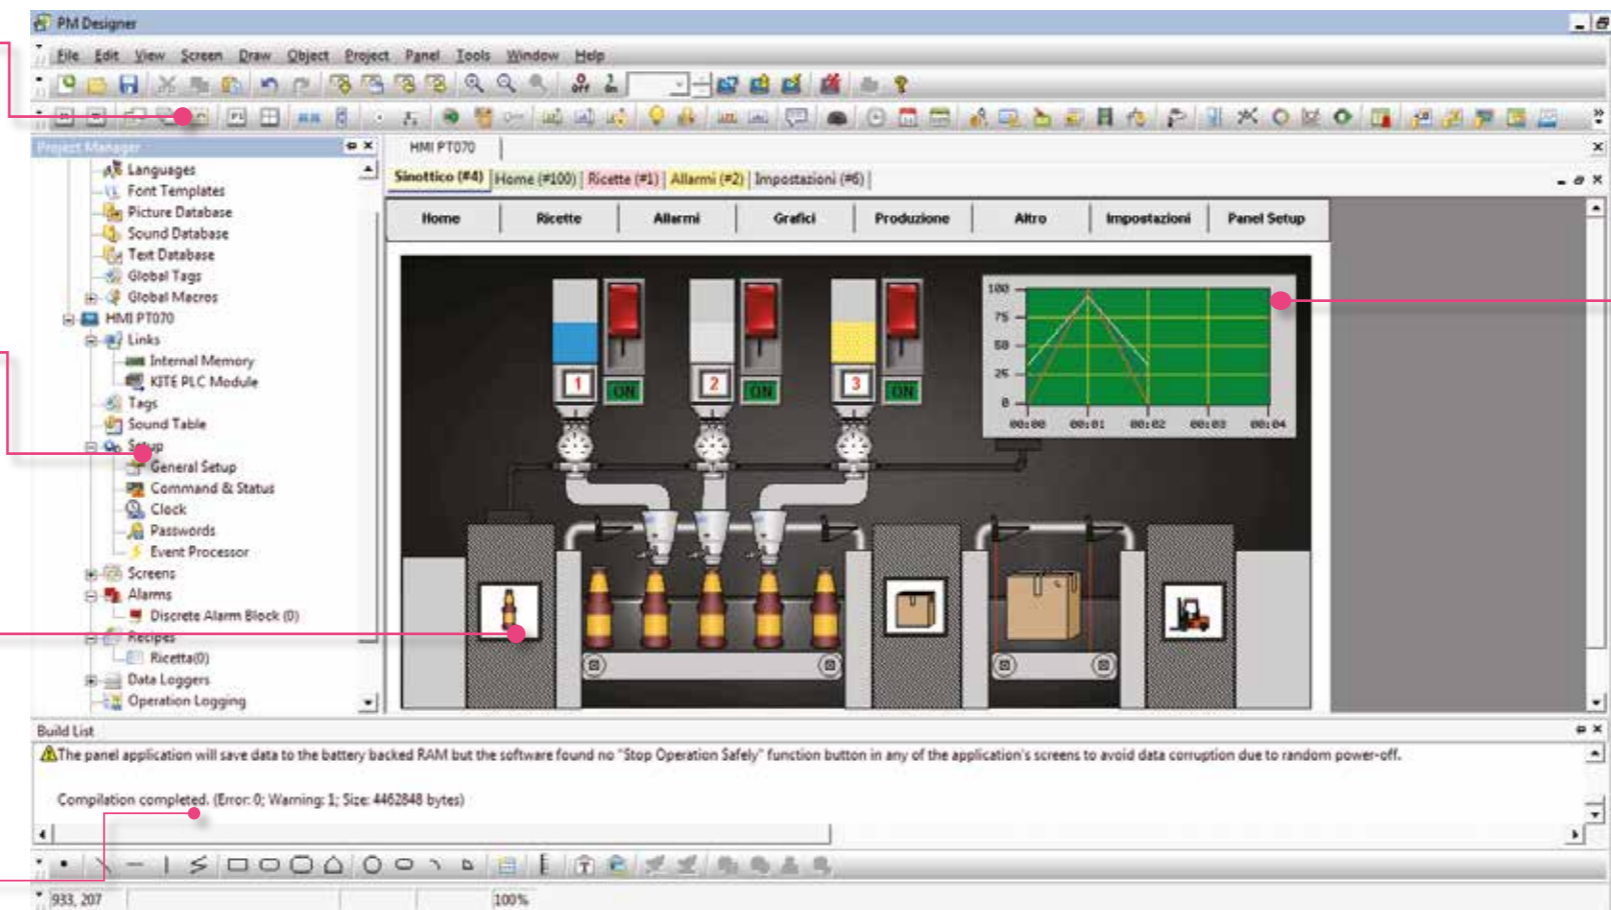 PM Designer
File Edit View Screen Draw Object Project Panel Tools Window Help
Project Manager
HMI PT070
Sinottico (#4) Home (#100) Ricette (#1) Allarmi (#2) Impostazioni (#6)
Languages
Font Templates
Picture Database
Sound Database
Text Database
Global Tags
Global Macros
HMI PT070
Links
Internal Memory
KITE PLC Module
Tags
Sound Table
Setup
General Setup
Command & Status
Clock
Passwords
Event Processor
Screens
Alarms
Discrete Alarm Block (0)
Recipes
Ricetta(0)
Data Loggers
Operation Logging
Home Ricette Allarmi Grafici Produzione Altro Impostazioni Panel Setup
100
75
50
25
0
00:00 00:01 00:02 00:03 00:04
1 2 3
ON ON ON
Build List
The panel application will save data to the battery backed RAM but the software found no "Stop Operation Safely" function button in any of the application's screens to avoid data corruption due to random power-off.
Compilation completed. (Error: 0; Warning: 1; Size: 4462848 bytes)
933, 207
100%